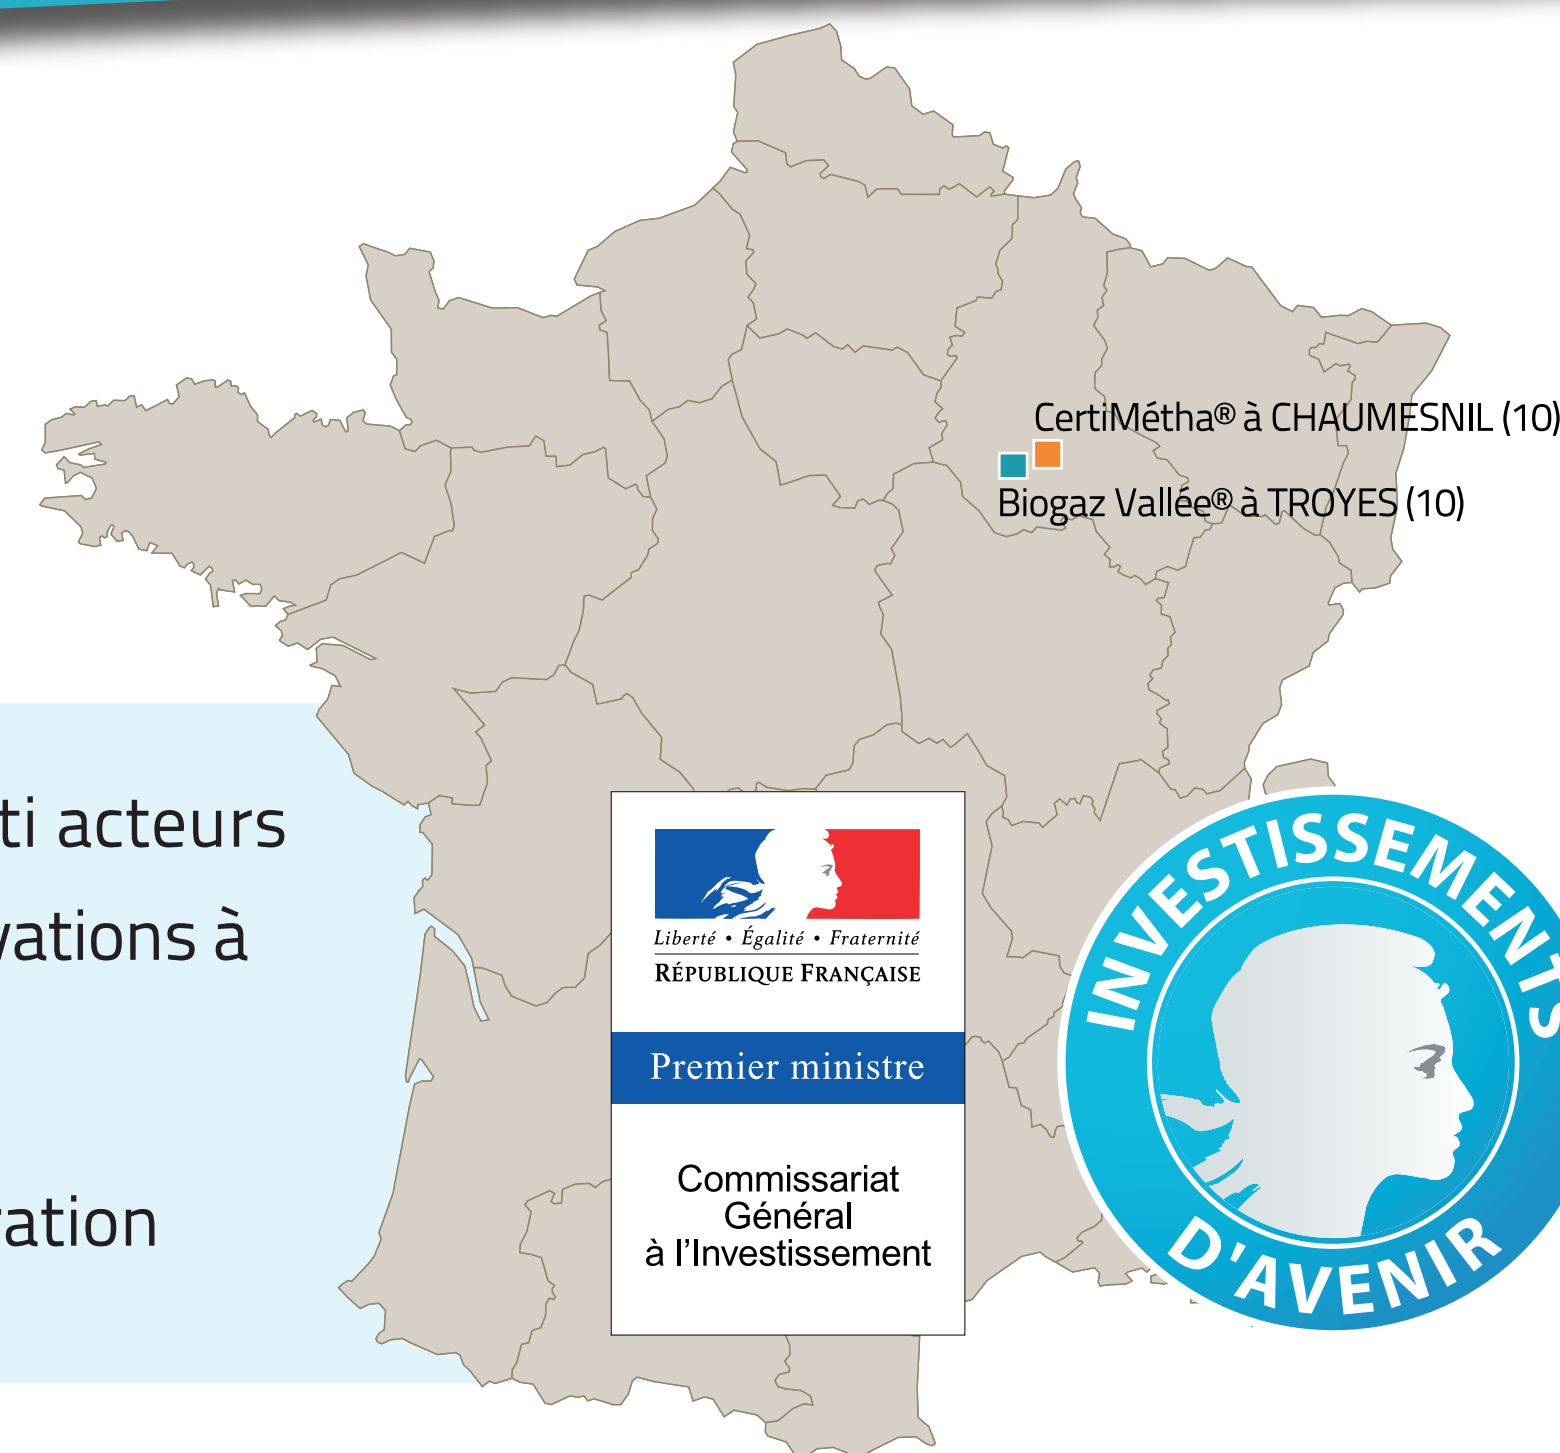 CertiMétha® à CHAUMESNIL (10)
Biogaz Vallée® à TROYES (10)
ti acteurs
vations à
ration
Liberté • Égalité • Fraternité
RÉPUBLIQUE FRANÇAISE
Premier ministre
Commissariat
Général
à l'Investissement
INVESTISSEMENTS
D'AVENIR